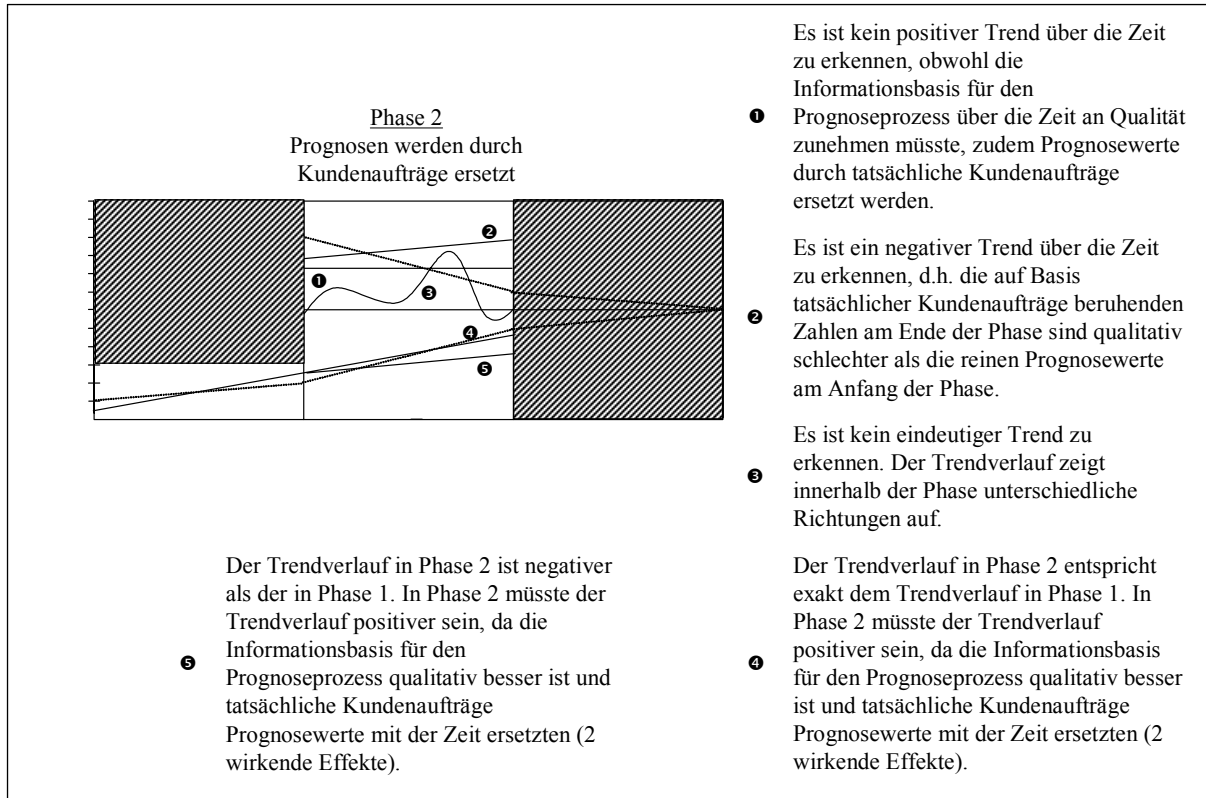 Phase 2
Prognosen werden durch
Kundenaufträge ersetzt
❷
❶
❸
❹
❺
Es ist kein positiver Trend über die Zeit
zu erkennen, obwohl die
Informationsbasis für den
❶ Prognoseprozess über die Zeit an Qualität
zunehmen müsste, zudem Prognosewerte
durch tatsächliche Kundenaufträge
ersetzt werden.
Es ist ein negativer Trend über die Zeit
zu erkennen, d.h. die auf Basis
tatsächlicher Kundenaufträge beruhenden
❷ Zahlen am Ende der Phase sind qualitativ
schlechter als die reinen Prognosewerte
am Anfang der Phase.
Es ist kein eindeutiger Trend zu
erkennen. Der Trendverlauf zeigt
❸ innerhalb der Phase unterschiedliche
Richtungen auf.
Der Trendverlauf in Phase 2 ist negativer
als der in Phase 1. In Phase 2 müsste der
Trendverlauf positiver sein, da die
Informationsbasis für den
❺ Prognoseprozess qualitativ besser ist und
tatsächliche Kundenaufträge
Prognosewerte mit der Zeit ersetzten (2
wirkende Effekte).
Der Trendverlauf in Phase 2 entspricht
exakt dem Trendverlauf in Phase 1. In
Phase 2 müsste der Trendverlauf
❹ positiver sein, da die Informationsbasis
für den Prognoseprozess qualitativ besser
ist und tatsächliche Kundenaufträge
Prognosewerte mit der Zeit ersetzten (2
wirkende Effekte).